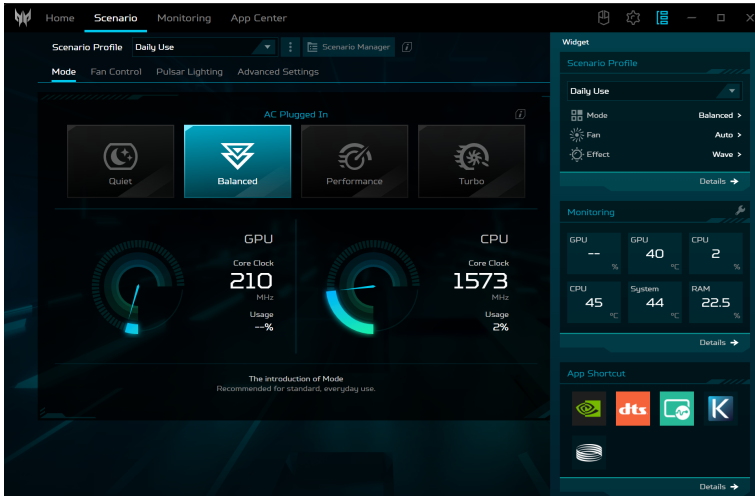 Home Scenario Monitoring App Center
Scenario Profile Daily Use Scenario Manager
Mode Fan Control Pulsar Lighting Advanced Settings
AC Plugged In
Quiet Balanced Performance Turbo
GPU
Core Clock
210
MHz
Usage
--%
CPU
Core Clock
1573
MHz
Usage
2%
The introduction of Mode
Recommended for standard, everyday use.
Widget
Scenario Profile
Daily Use
Mode Balanced >
Fan Auto >
Effect Wave >
Details →
Monitoring
GPU GPU CPU
-- 40 2
% °C %
CPU System RAM
45 44 22.5
°C °C %
Details →
App Shortcut
dts K
Details →